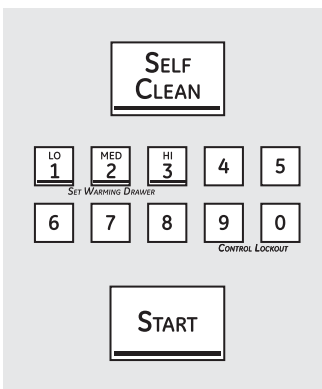 SELF
CLEAN
LO MED HI
1 2 3 4 5
SET WARMING DRAWER
6 7 8 9 0
CONTROL LOCKOUT
START